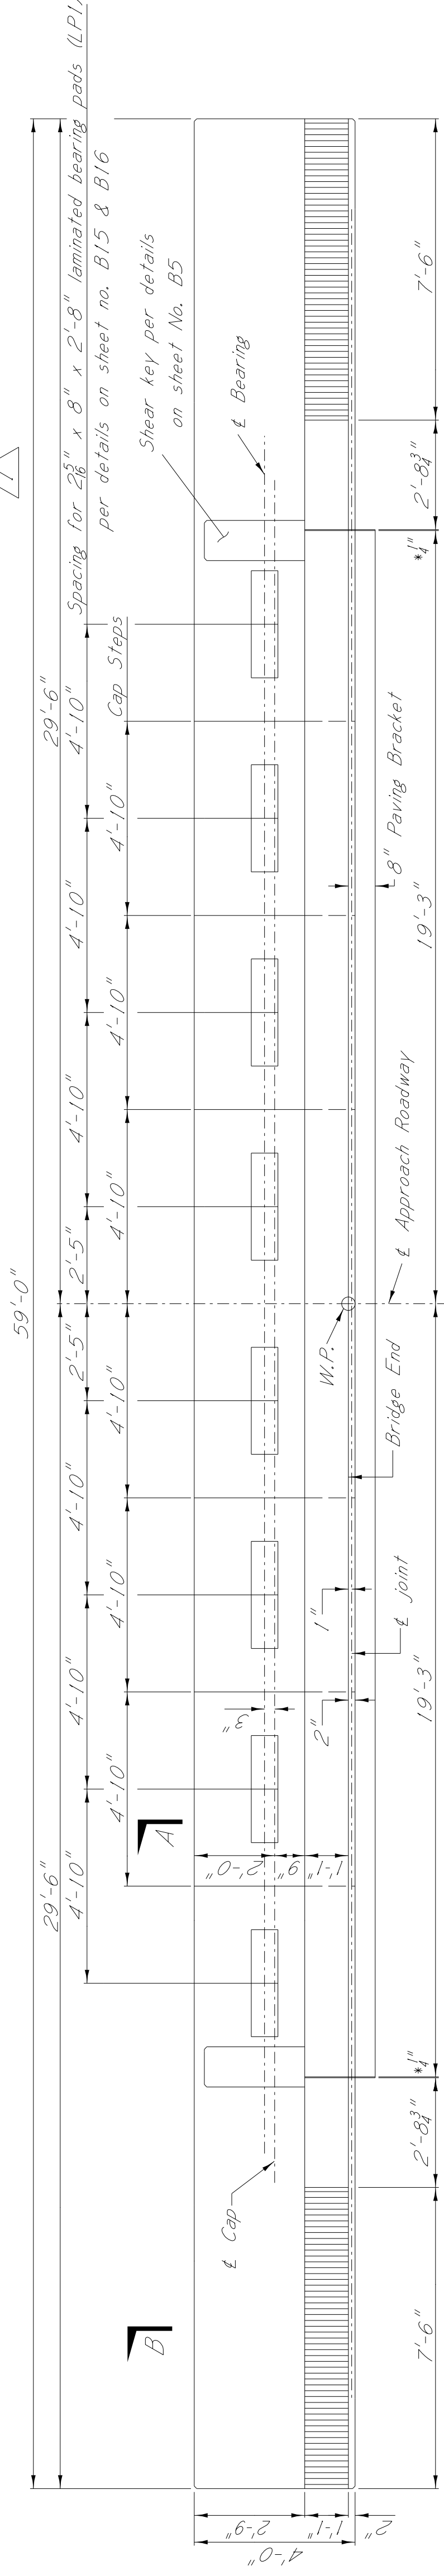 59'-0"
29'-6"
29'-6"
Spacing for 2 5/16" x 8" x 2'-8" laminated bearing pads (LP1)
per details on sheet no. B15 & B16
4'-10"
4'-10"
4'-10"
2'-5"
2'-5"
4'-10"
4'-10"
4'-10"
4'-10"
4'-10"
4'-10"
4'-10"
4'-10"
4'-10"
Cap Steps
Shear key per details
on sheet No. B5
℄ Bearing
A
B
℄ Cap
3"
2'-0"
9"
1'-1"
2"
1"
W.P.
8" Paving Bracket
℄ Approach Roadway
Bridge End
℄ joint
7'-6"
2'-8 3/4"
*1/4"
19'-3"
19'-3"
*1/4"
2'-8 3/4"
7'-6"
4'-0"
2'-9"
1'-1"
2"